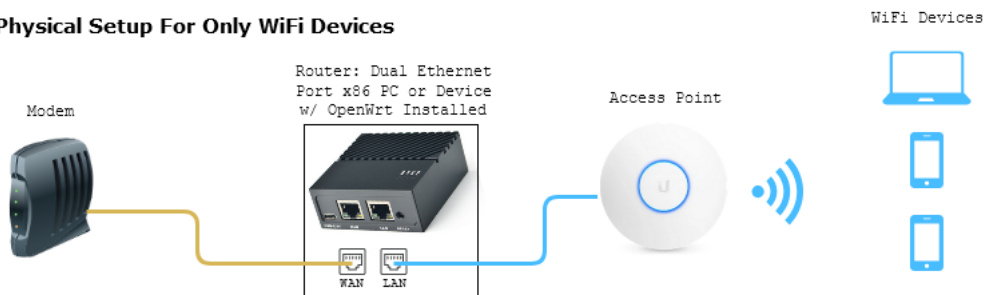 Physical Setup For Only WiFi Devices
WiFi Devices
Router: Dual Ethernet
Port x86 PC or Device
w/ OpenWrt Installed
Modem
Access Point
U
WAN
LAN